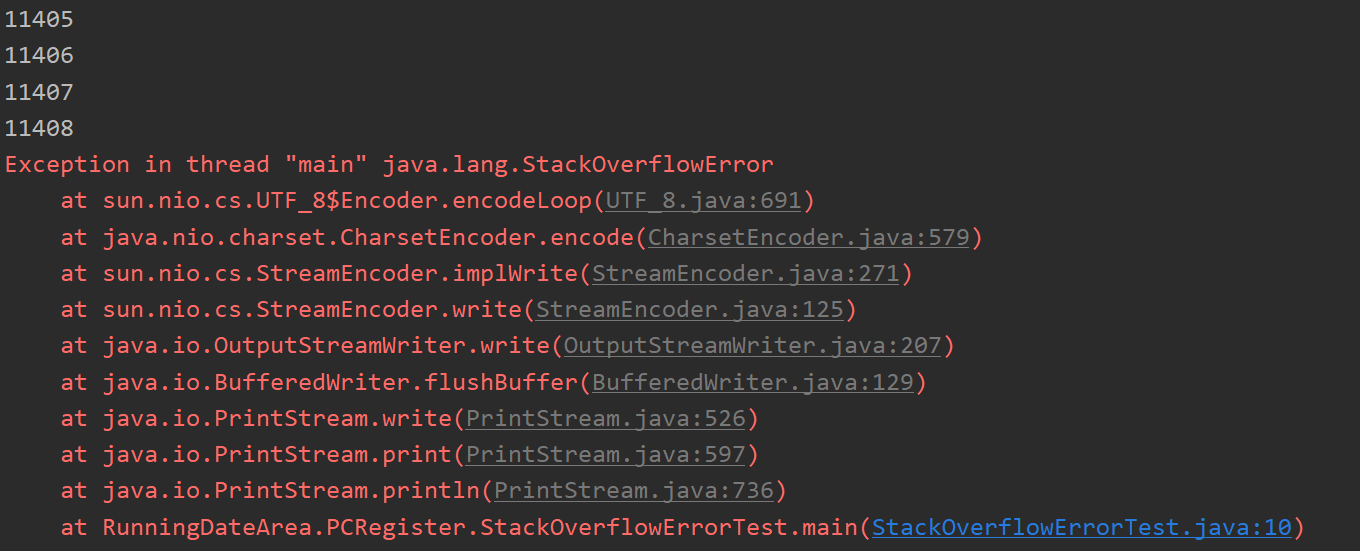 11405
11406
11407
11408
Exception in thread "main" java.lang.StackOverflowError
    at sun.nio.cs.UTF_8$Encoder.encodeLoop(UTF_8.java:691)
    at java.nio.charset.CharsetEncoder.encode(CharsetEncoder.java:579)
    at sun.nio.cs.StreamEncoder.implWrite(StreamEncoder.java:271)
    at sun.nio.cs.StreamEncoder.write(StreamEncoder.java:125)
    at java.io.OutputStreamWriter.write(OutputStreamWriter.java:207)
    at java.io.BufferedWriter.flushBuffer(BufferedWriter.java:129)
    at java.io.PrintStream.write(PrintStream.java:526)
    at java.io.PrintStream.print(PrintStream.java:597)
    at java.io.PrintStream.println(PrintStream.java:736)
    at RunningDateArea.PCRegister.StackOverflowErrorTest.main(StackOverflowErrorTest.java:10)